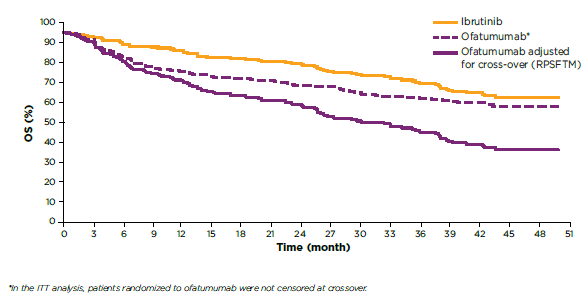 100
90
80
70
60
50
40
30
20
10
0
OS (%)
Ibrutinib
Ofatumumab*
Ofatumumab adjusted
for cross-over (RPSFTM)
0 3 6 9 12 15 18 21 24 27 30 33 36 39 42 45 48 51
Time (month)
*In the ITT analysis, patients randomized to ofatumumab were not censored at crossover.